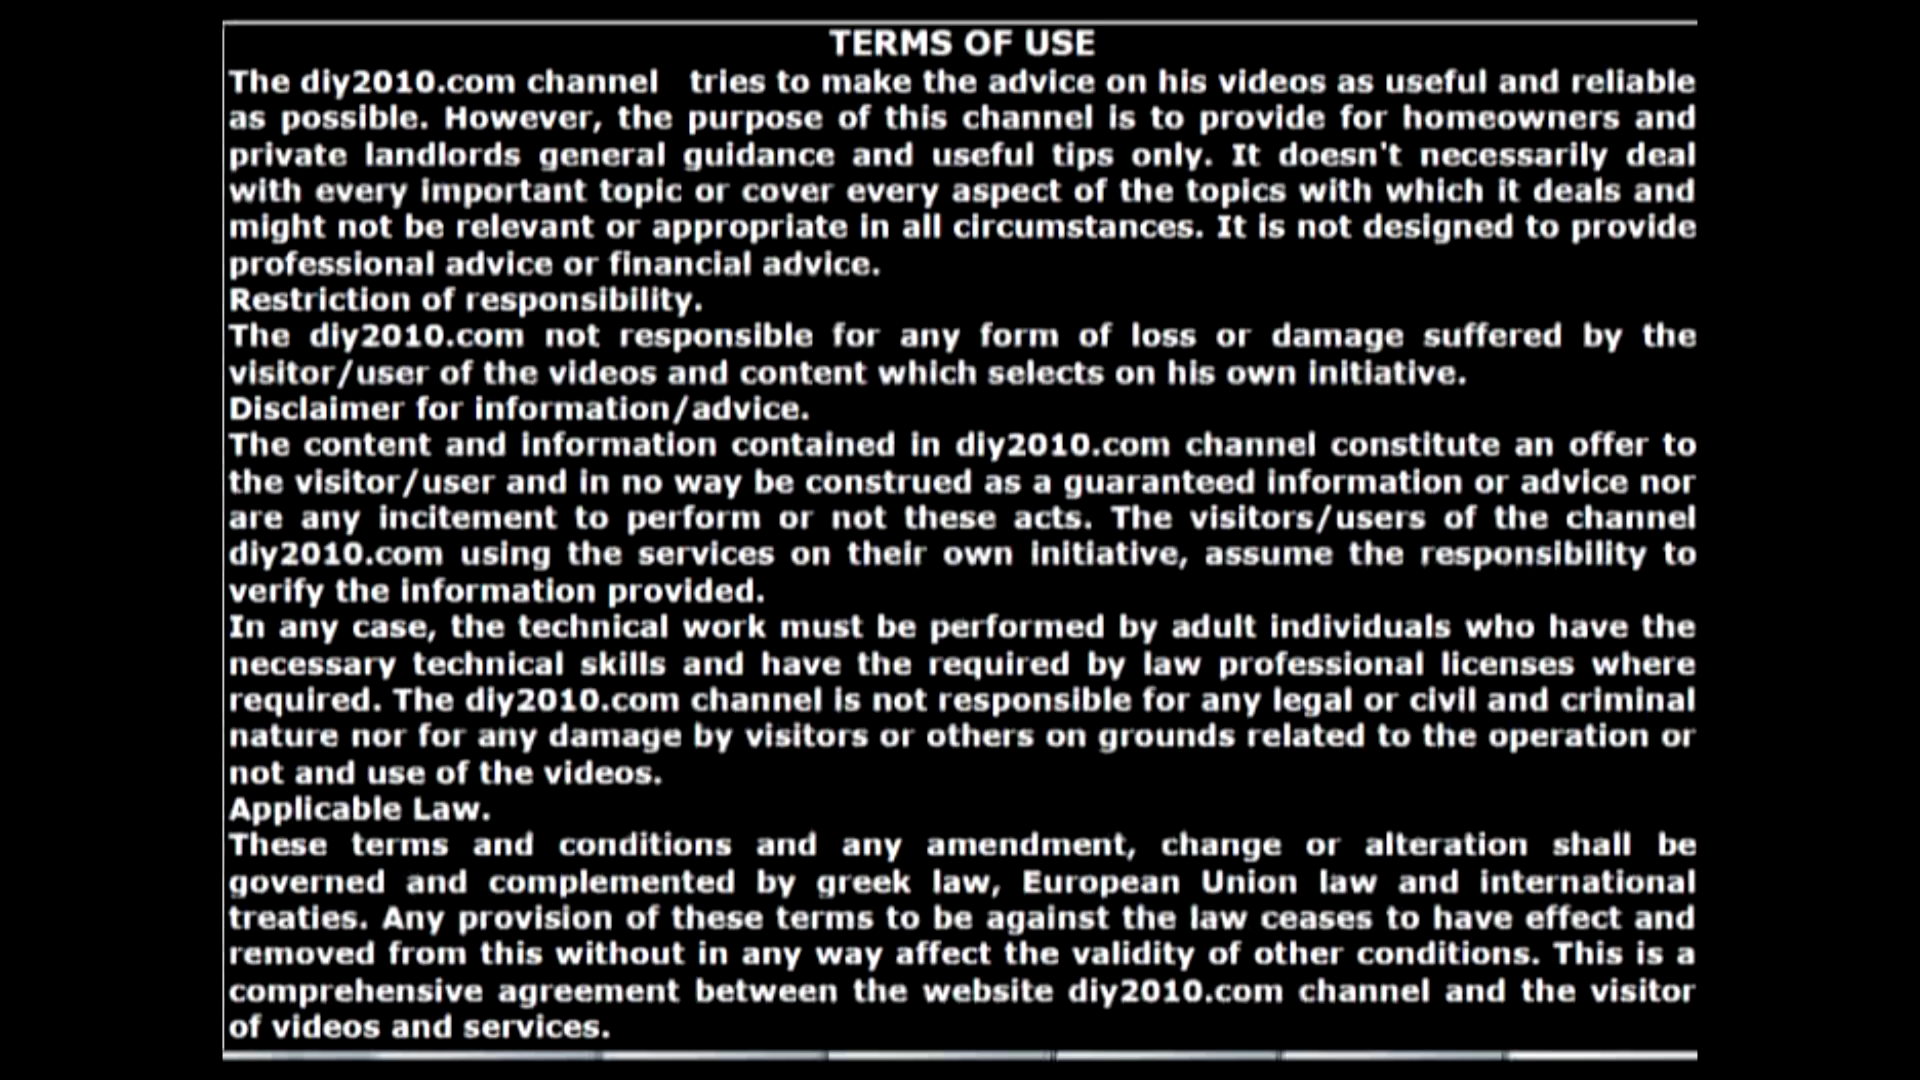 TERMS OF USE
The diy2010.com channel tries to make the advice on his videos as useful and reliable
as possible. However, the purpose of this channel is to provide for homeowners and
private landlords general guidance and useful tips only. It doesn't necessarily deal
with every important topic or cover every aspect of the topics with which it deals and
might not be relevant or appropriate in all circumstances. It is not designed to provide
professional advice or financial advice.
Restriction of responsibility.
The diy2010.com not responsible for any form of loss or damage suffered by the
visitor/user of the videos and content which selects on his own initiative.
Disclaimer for information/advice.
The content and information contained in diy2010.com channel constitute an offer to
the visitor/user and in no way be construed as a guaranteed information or advice nor
are any incitement to perform or not these acts. The visitors/users of the channel
diy2010.com using the services on their own initiative, assume the responsibility to
verify the information provided.
In any case, the technical work must be performed by adult individuals who have the
necessary technical skills and have the required by law professional licenses where
required. The diy2010.com channel is not responsible for any legal or civil and criminal
nature nor for any damage by visitors or others on grounds related to the operation or
not and use of the videos.
Applicable Law.
These terms and conditions and any amendment, change or alteration shall be
governed and complemented by greek law, European Union law and international
treaties. Any provision of these terms to be against the law ceases to have effect and
removed from this without in any way affect the validity of other conditions. This is a
comprehensive agreement between the website diy2010.com channel and the visitor
of videos and services.